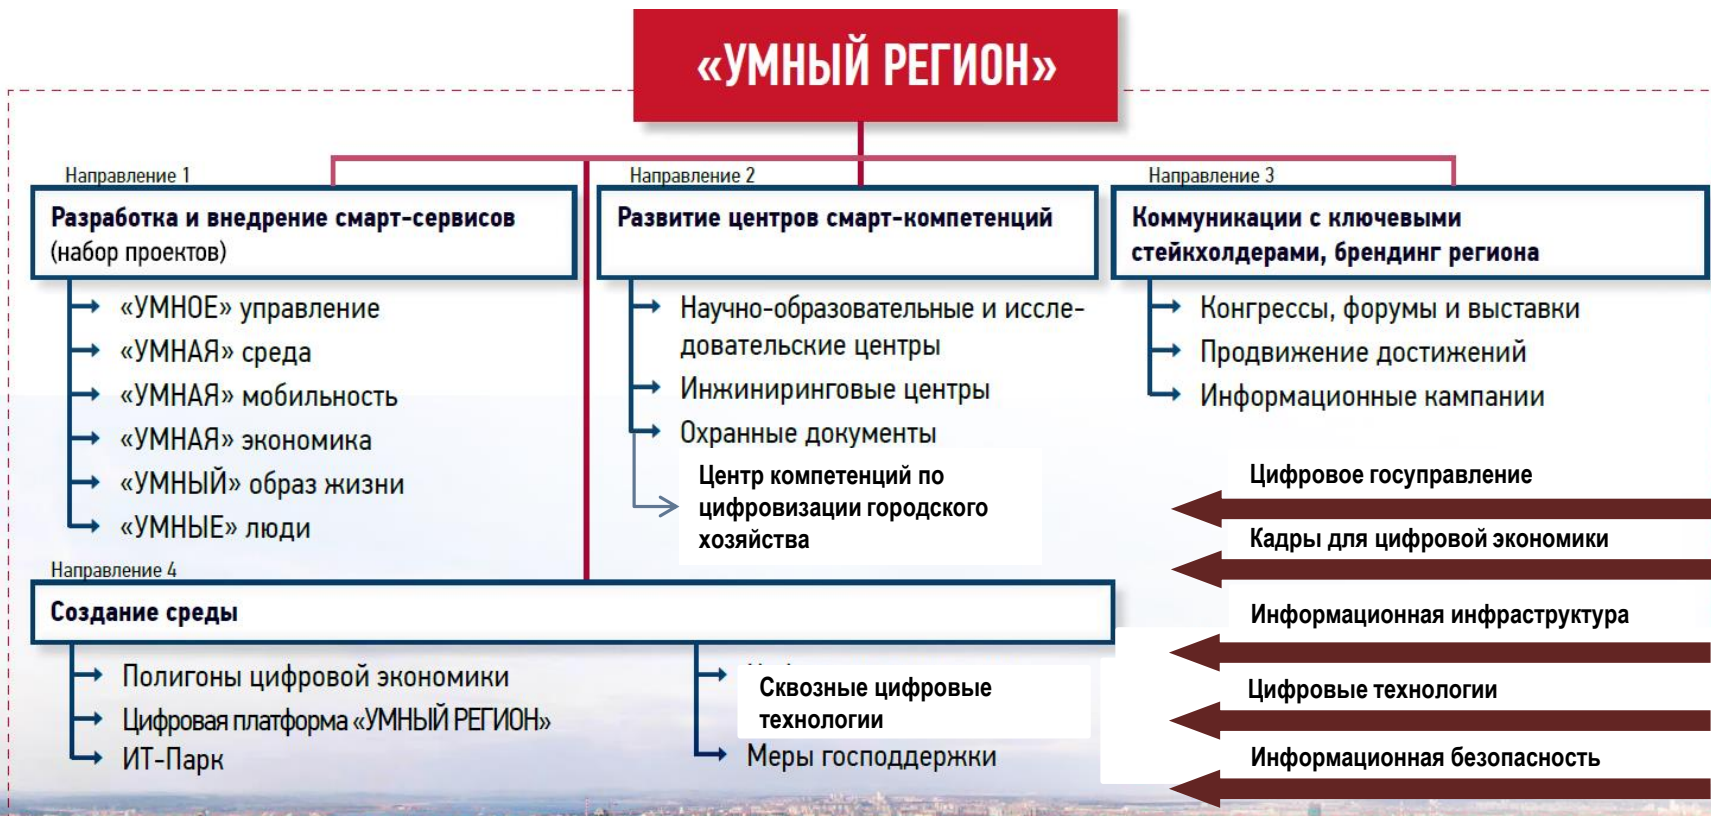 «УМНЫЙ РЕГИОН»
Направление 1
Разработка и внедрение смарт-сервисов
(набор проектов)
«УМНОЕ» управление
«УМНАЯ» среда
«УМНАЯ» мобильность
«УМНАЯ» экономика
«УМНЫЙ» образ жизни
«УМНЫЕ» люди
Направление 2
Развитие центров смарт-компетенций
Научно-образовательные и иссле-
довательские центры
Инжиниринговые центры
Охранные документы
Центр компетенций по
цифровизации городского
хозяйства
Направление 3
Коммуникации с ключевыми
стейкхолдерами, брендинг региона
Конгрессы, форумы и выставки
Продвижение достижений
Информационные кампании
Цифровое госуправление
Кадры для цифровой экономики
Информационная инфраструктура
Цифровые технологии
Информационная безопасность
Направление 4
Создание среды
Полигоны цифровой экономики
Цифровая платформа «УМНЫЙ РЕГИОН»
ИТ-Парк
Сквозные цифровые
технологии
Меры господдержки